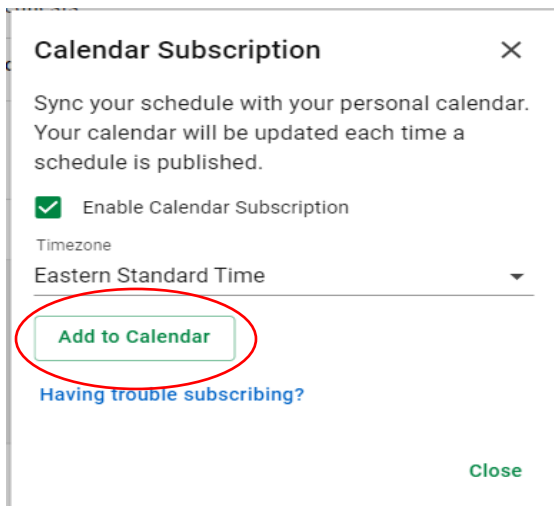 Calendar Subscription
Sync your schedule with your personal calendar.
Your calendar will be updated each time a
schedule is published.
Enable Calendar Subscription
Timezone
Eastern Standard Time
Add to Calendar
Having trouble subscribing?
Close